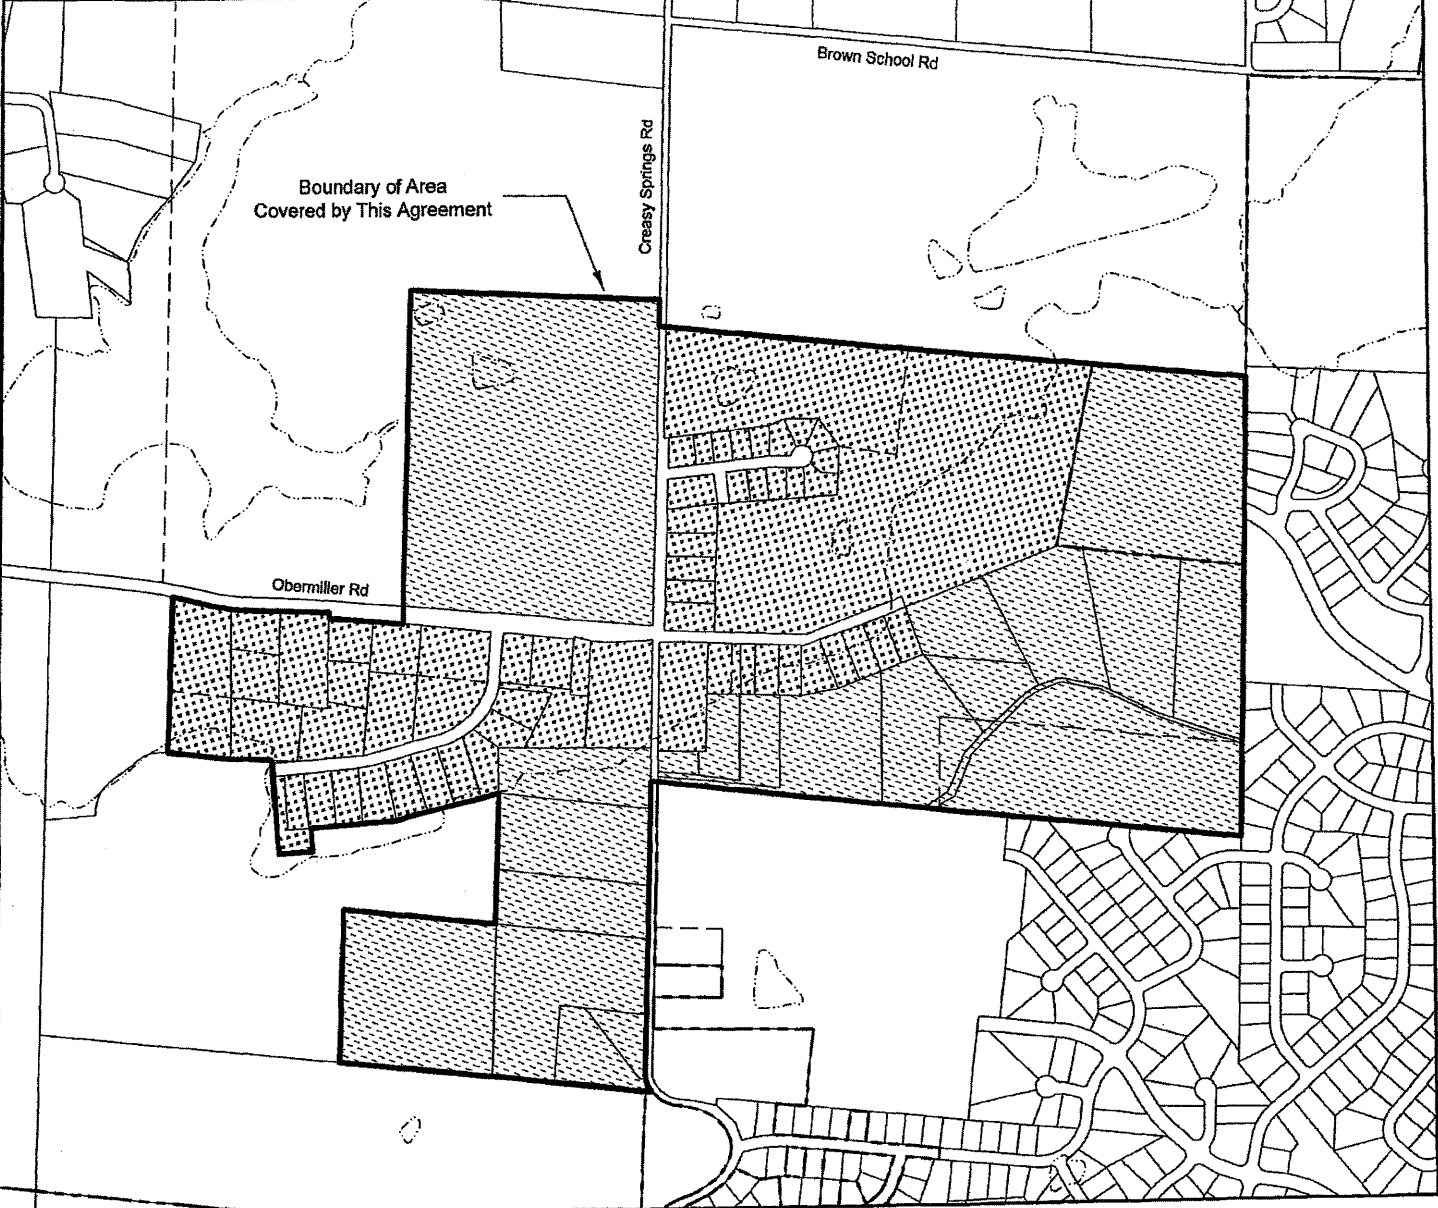 Brown School Rd
Creasy Springs Rd
Boundary of Area
Covered by This Agreement
Obermiller Rd